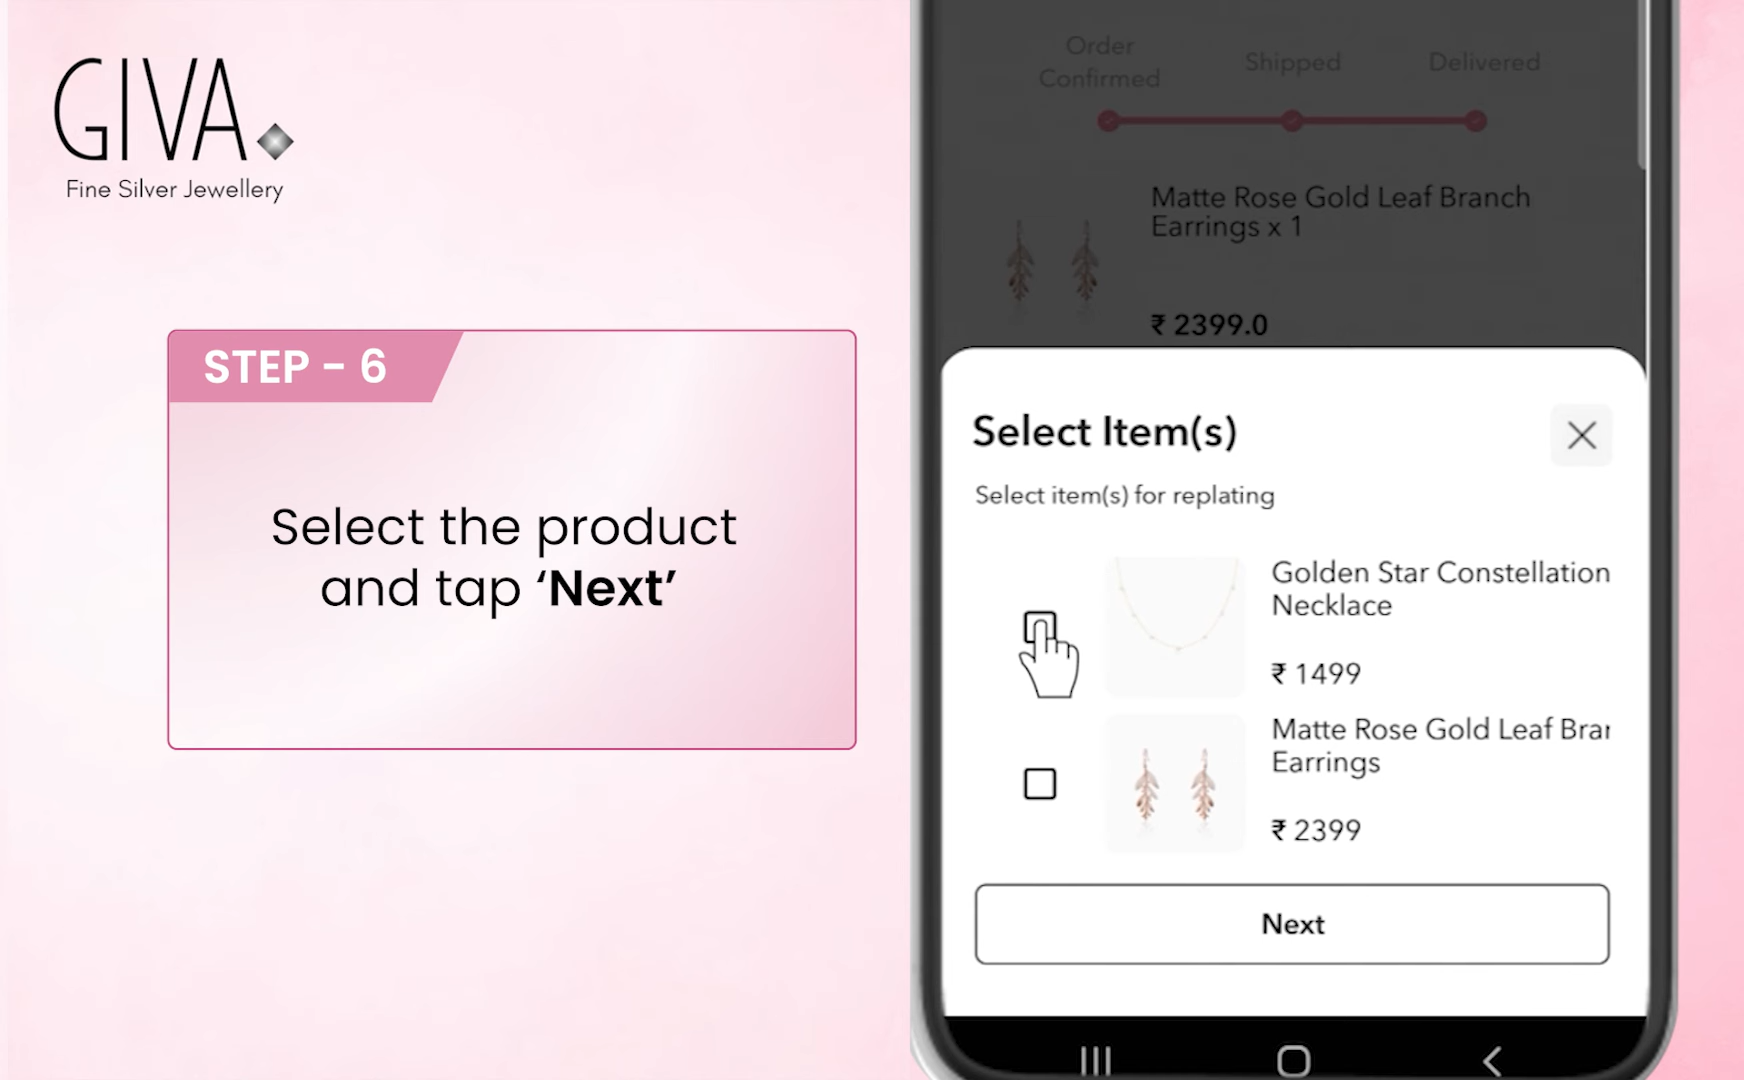 GIVA
Fine Silver Jewellery
STEP - 6
Select the product
and tap ‘Next’
Order
Confirmed
Shipped
Delivered
Matte Rose Gold Leaf Branch
Earrings x 1
₹ 2399.0
Select Item(s)
Select item(s) for replating
Golden Star Constellation
Necklace
₹ 1499
Matte Rose Gold Leaf Brar
Earrings
₹ 2399
Next